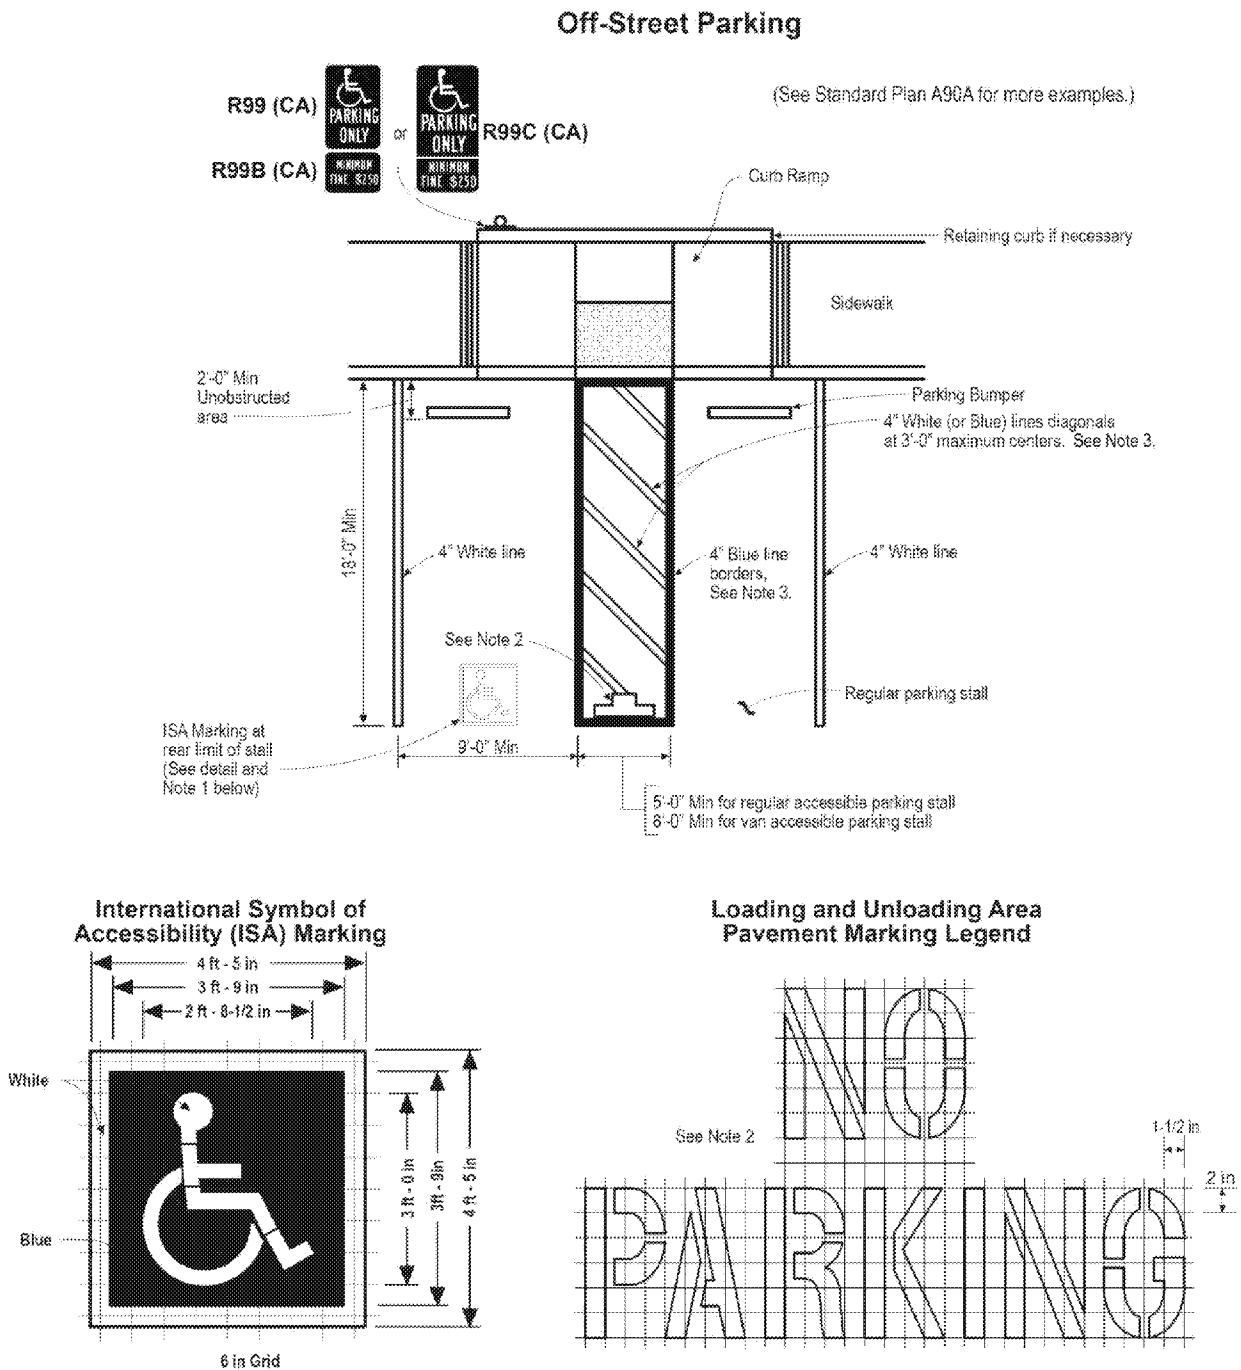 Off-Street Parking
R99 (CA)
PARKING
ONLY
R99B (CA)
MINIMUM
FINE $250
or
PARKING
ONLY
MINIMUM
FINE $250
R99C (CA)
(See Standard Plan A90A for more examples.)
Curb Ramp
Retaining curb if necessary
Sidewalk
2'-0" Min
Unobstructed
area
Parking Bumper
4" White (or Blue) lines diagonals
at 3'-0" maximum centers. See Note 3.
18'-0" Min
4" White line
4" Blue line
borders,
See Note 3.
4" White line
See Note 2
Regular parking stall
ISA Marking at
rear limit of stall
(See detail and
Note 1 below)
9'-0" Min
5'-0" Min for regular accessible parking stall
8'-0" Min for van accessible parking stall
International Symbol of
Accessibility (ISA) Marking
4 ft - 5 in
3 ft - 9 in
2 ft - 8-1/2 in
White
Blue
3 ft - 0 in
3ft - 9in
4 ft - 5 in
6 in Grid
Loading and Unloading Area
Pavement Marking Legend
NO
See Note 2
1-1/2 in
2 in
PARKING